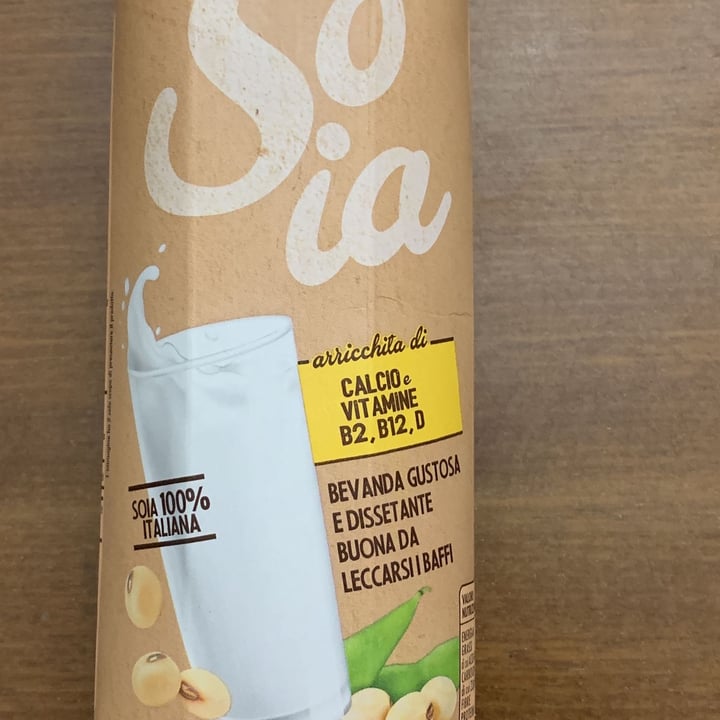 So
ia
arricchita di
CALCIO e
VITAMINE
B2, B12, D
SOIA 100%
ITALIANA
BEVANDA GUSTOSA
E DISSETANTE
BUONA DA
LECCARSI I BAFFI